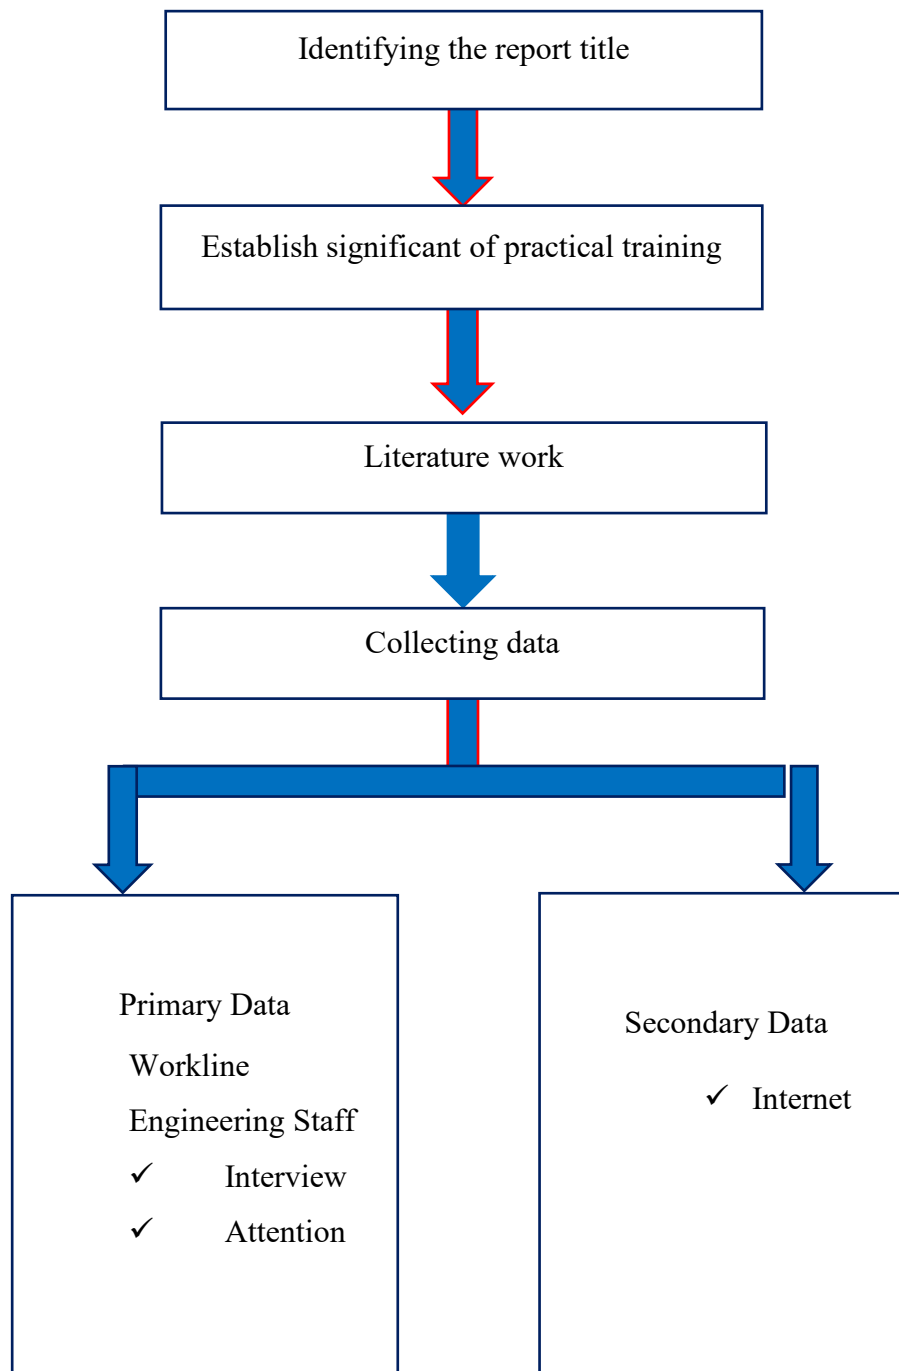 Identifying the report title
Establish significant of practical training
Literature work
Collecting data
Primary Data
Workline
Engineering Staff
✓ Interview
✓ Attention
Secondary Data
✓ Internet